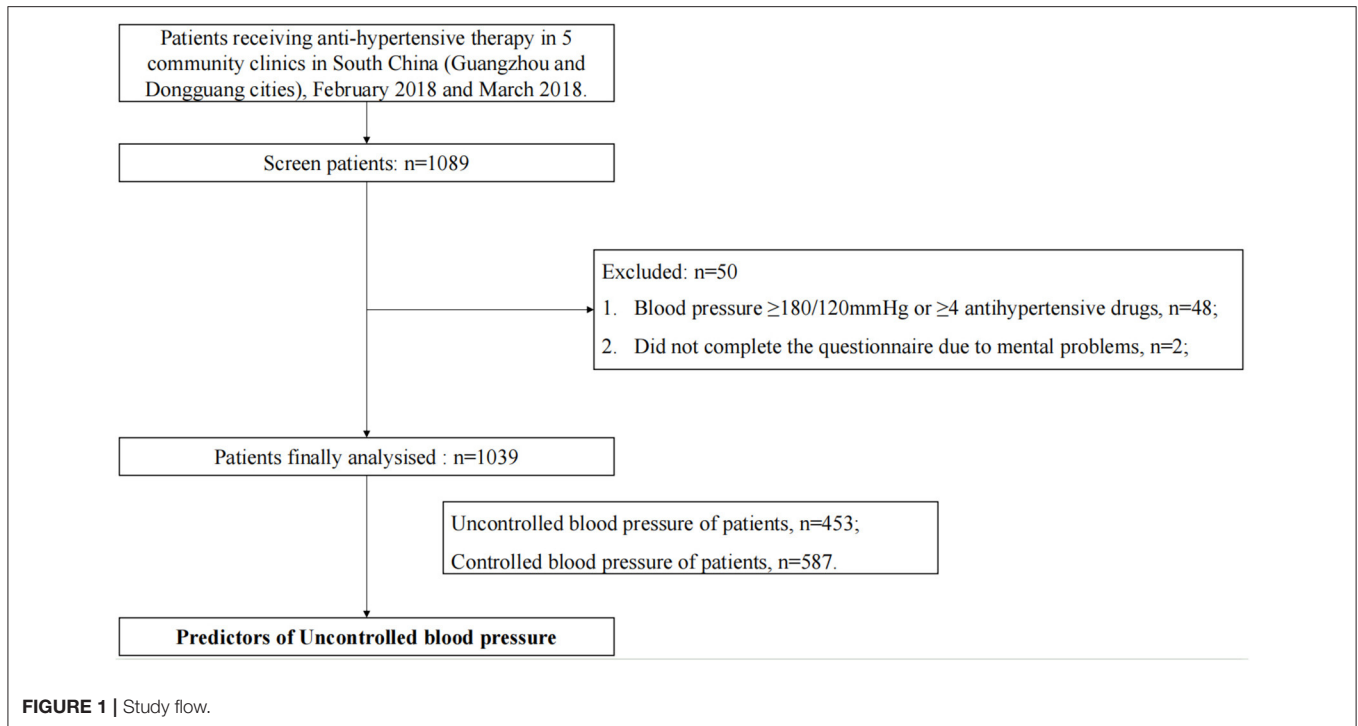 Patients receiving anti-hypertensive therapy in 5
community clinics in South China (Guangzhou and
Dongguang cities), February 2018 and March 2018.
Screen patients: n=1089
Excluded: n=50
1. Blood pressure ≥180/120mmHg or ≥4 antihypertensive drugs, n=48;
2. Did not complete the questionnaire due to mental problems, n=2;
Patients finally analysised : n=1039
Uncontrolled blood pressure of patients, n=453;
Controlled blood pressure of patients, n=587.
Predictors of Uncontrolled blood pressure
FIGURE 1 | Study flow.